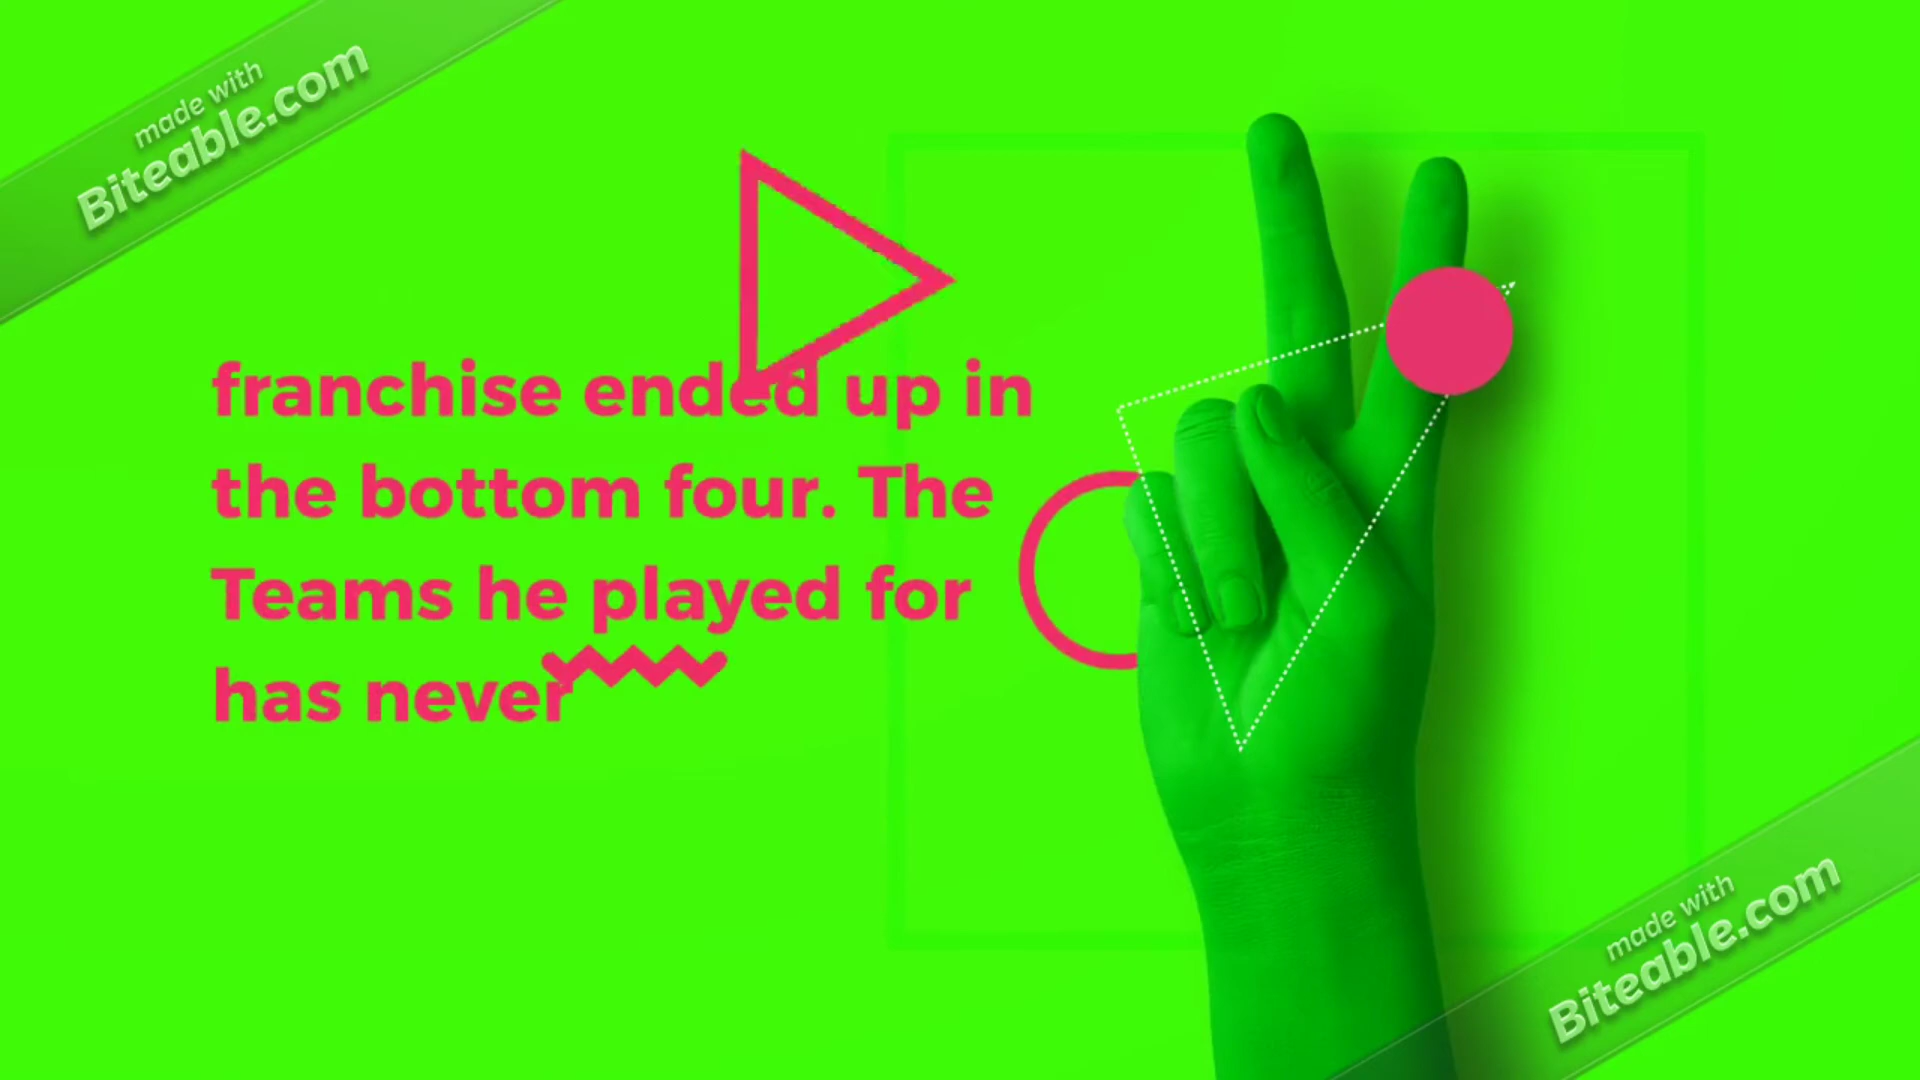 made with
Biteable.com
franchise ended up in
the bottom four. The
Teams he played for
has never
made with
Biteable.com